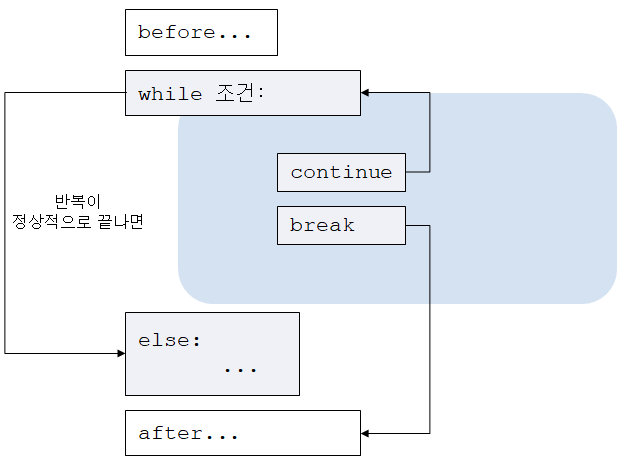 before...
while 조건:
continue
반복이
정상적으로 끝나면
break
else:
...
after...